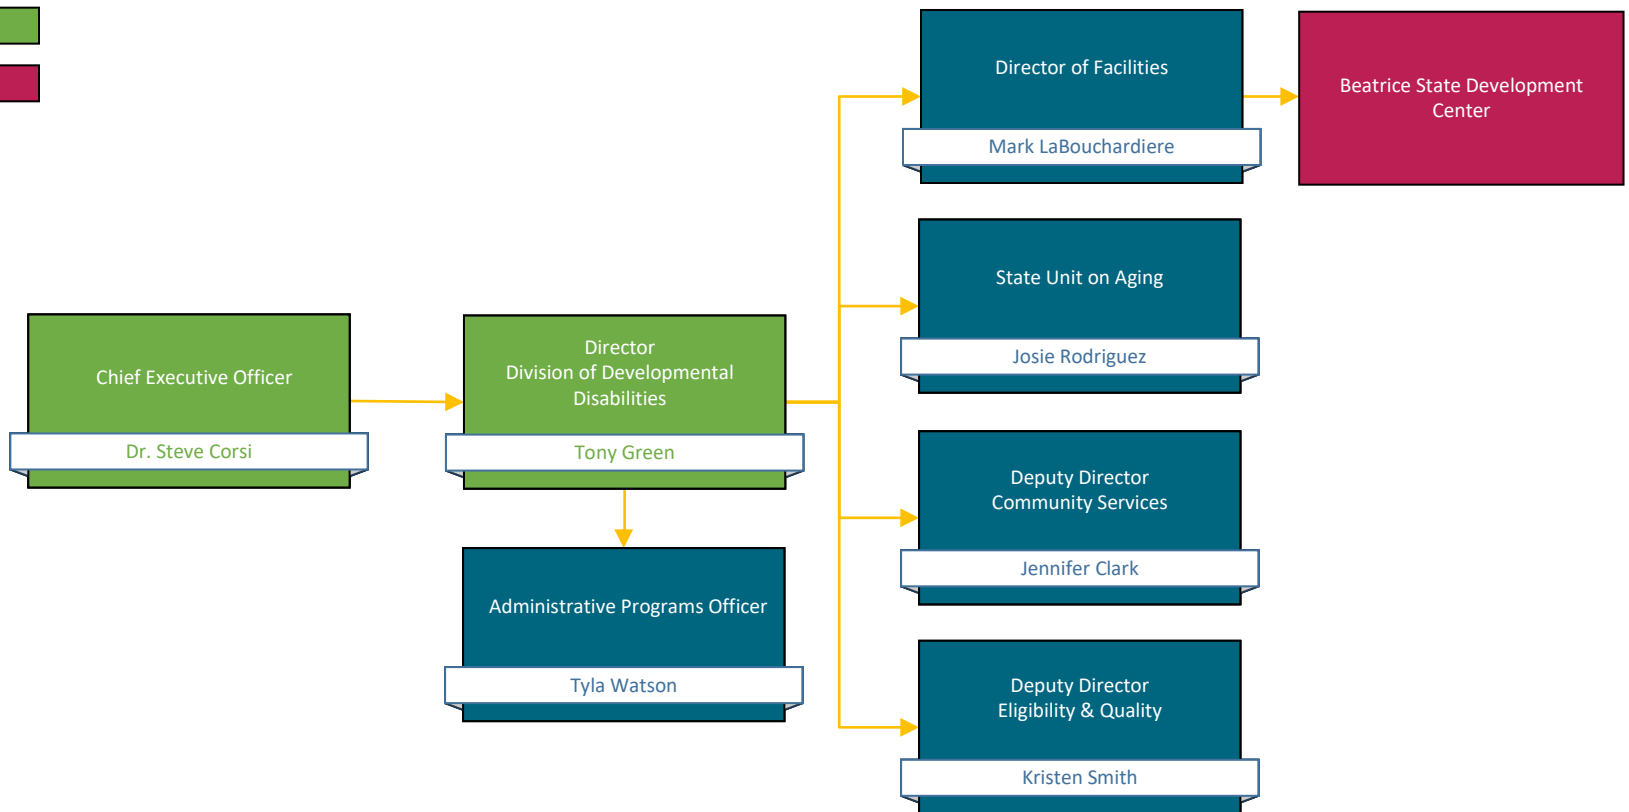 Director of Facilities
Mark LaBouchardiere
Beatrice State Development
Center
State Unit on Aging
Josie Rodriguez
Chief Executive Officer
Dr. Steve Corsi
Director
Division of Developmental
Disabilities
Tony Green
Deputy Director
Community Services
Jennifer Clark
Administrative Programs Officer
Tyla Watson
Deputy Director
Eligibility & Quality
Kristen Smith